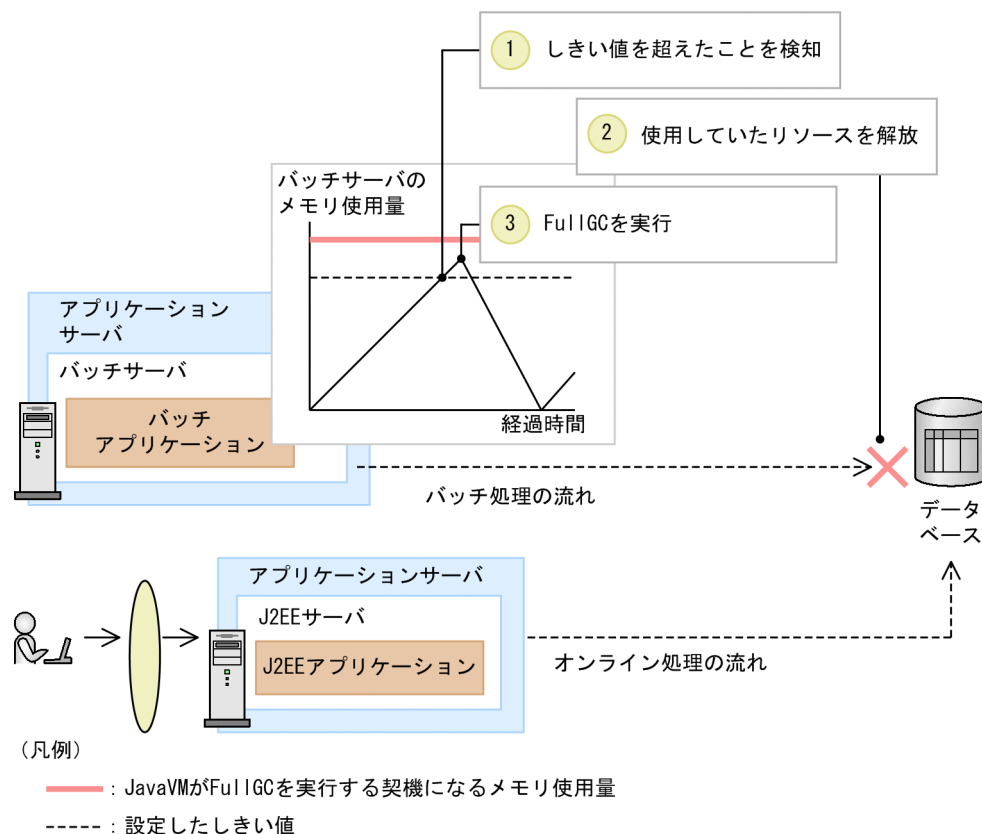 1 しきい値を超えたことを検知
2 使用していたリソースを解放
バッチサーバの
メモリ使用量
3 FullGCを実行
経過時間
アプリケーション
サーバ
バッチサーバ
バッチ
アプリケーション
バッチ処理の流れ
データ
ベース
アプリケーションサーバ
J2EEサーバ
J2EEアプリケーション
オンライン処理の流れ
(凡例)
: JavaVMがFullGCを実行する契機になるメモリ使用量
: 設定したしきい値